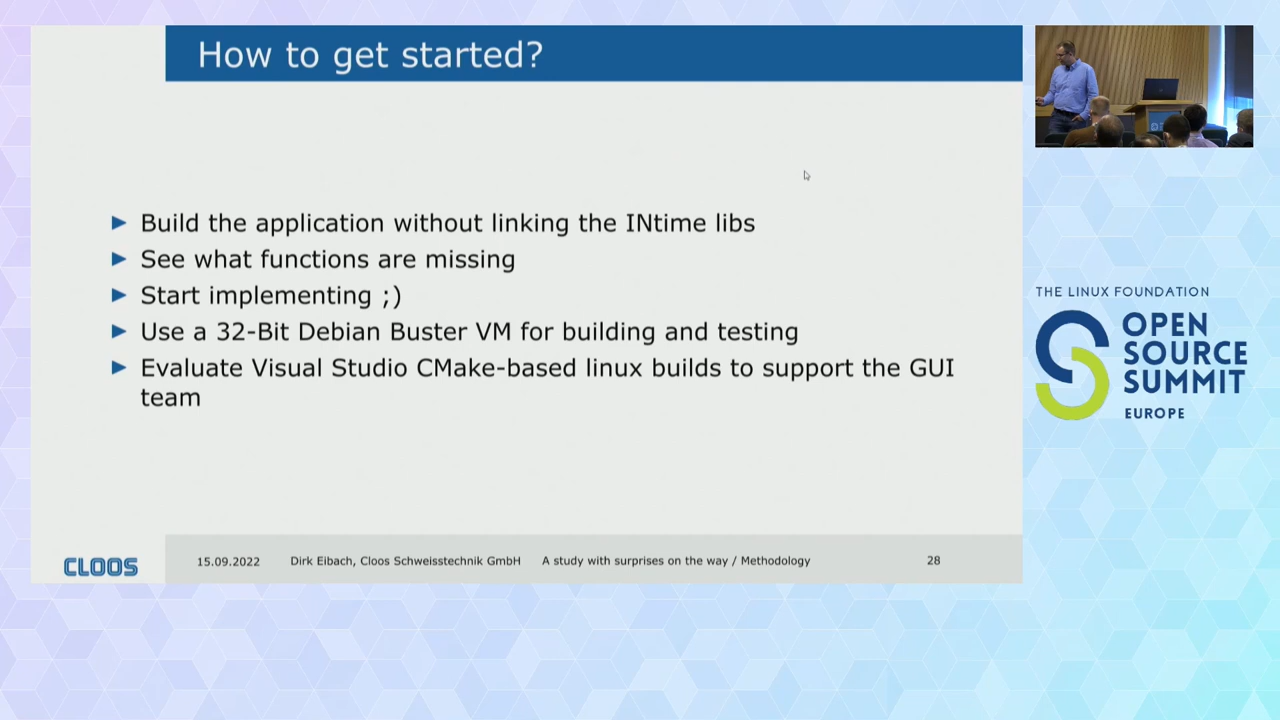 How to get started?
Build the application without linking the INtime libs
See what functions are missing
Start implementing ;)
Use a 32-Bit Debian Buster VM for building and testing
Evaluate Visual Studio CMake-based linux builds to support the GUI
team
CLOOS
15.09.2022 Dirk Eibach, Cloos Schweisstechnik GmbH A study with surprises on the way / Methodology 28
THE LINUX FOUNDATION
OPEN
SOURCE
SUMMIT
EUROPE